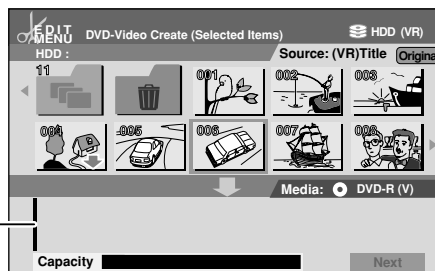 EDIT
MENU DVD-Video Create (Selected Items) HDD (VR)
HDD : Source: (VR)Title Origina
11 001 002 003
004 005 006 007 008
Media: DVD-R (V)
Capacity Next